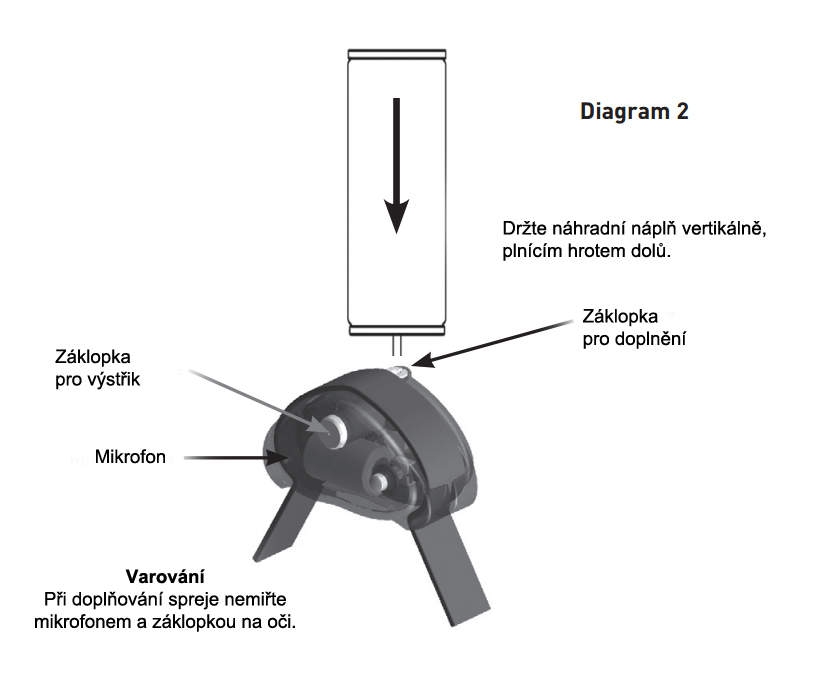 Diagram 2
Držte náhradní náplň vertikálně,
plnícím hrotem dolů.
Záklopka
pro doplnění
Záklopka
pro výstřik
Mikrofon
Varování
Při doplňování spreje nemiřte
mikrofonem a záklopkou na oči.